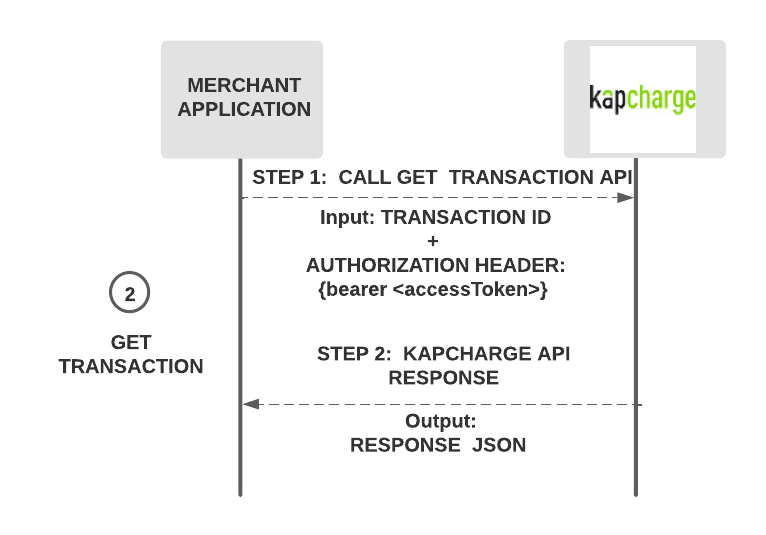 MERCHANT
APPLICATION
kapcharge
STEP 1: CALL GET TRANSACTION API
Input: TRANSACTION ID
+
AUTHORIZATION HEADER:
{bearer <accessToken>}
2
GET
TRANSACTION
STEP 2: KAPCHARGE API
RESPONSE
Output:
RESPONSE JSON